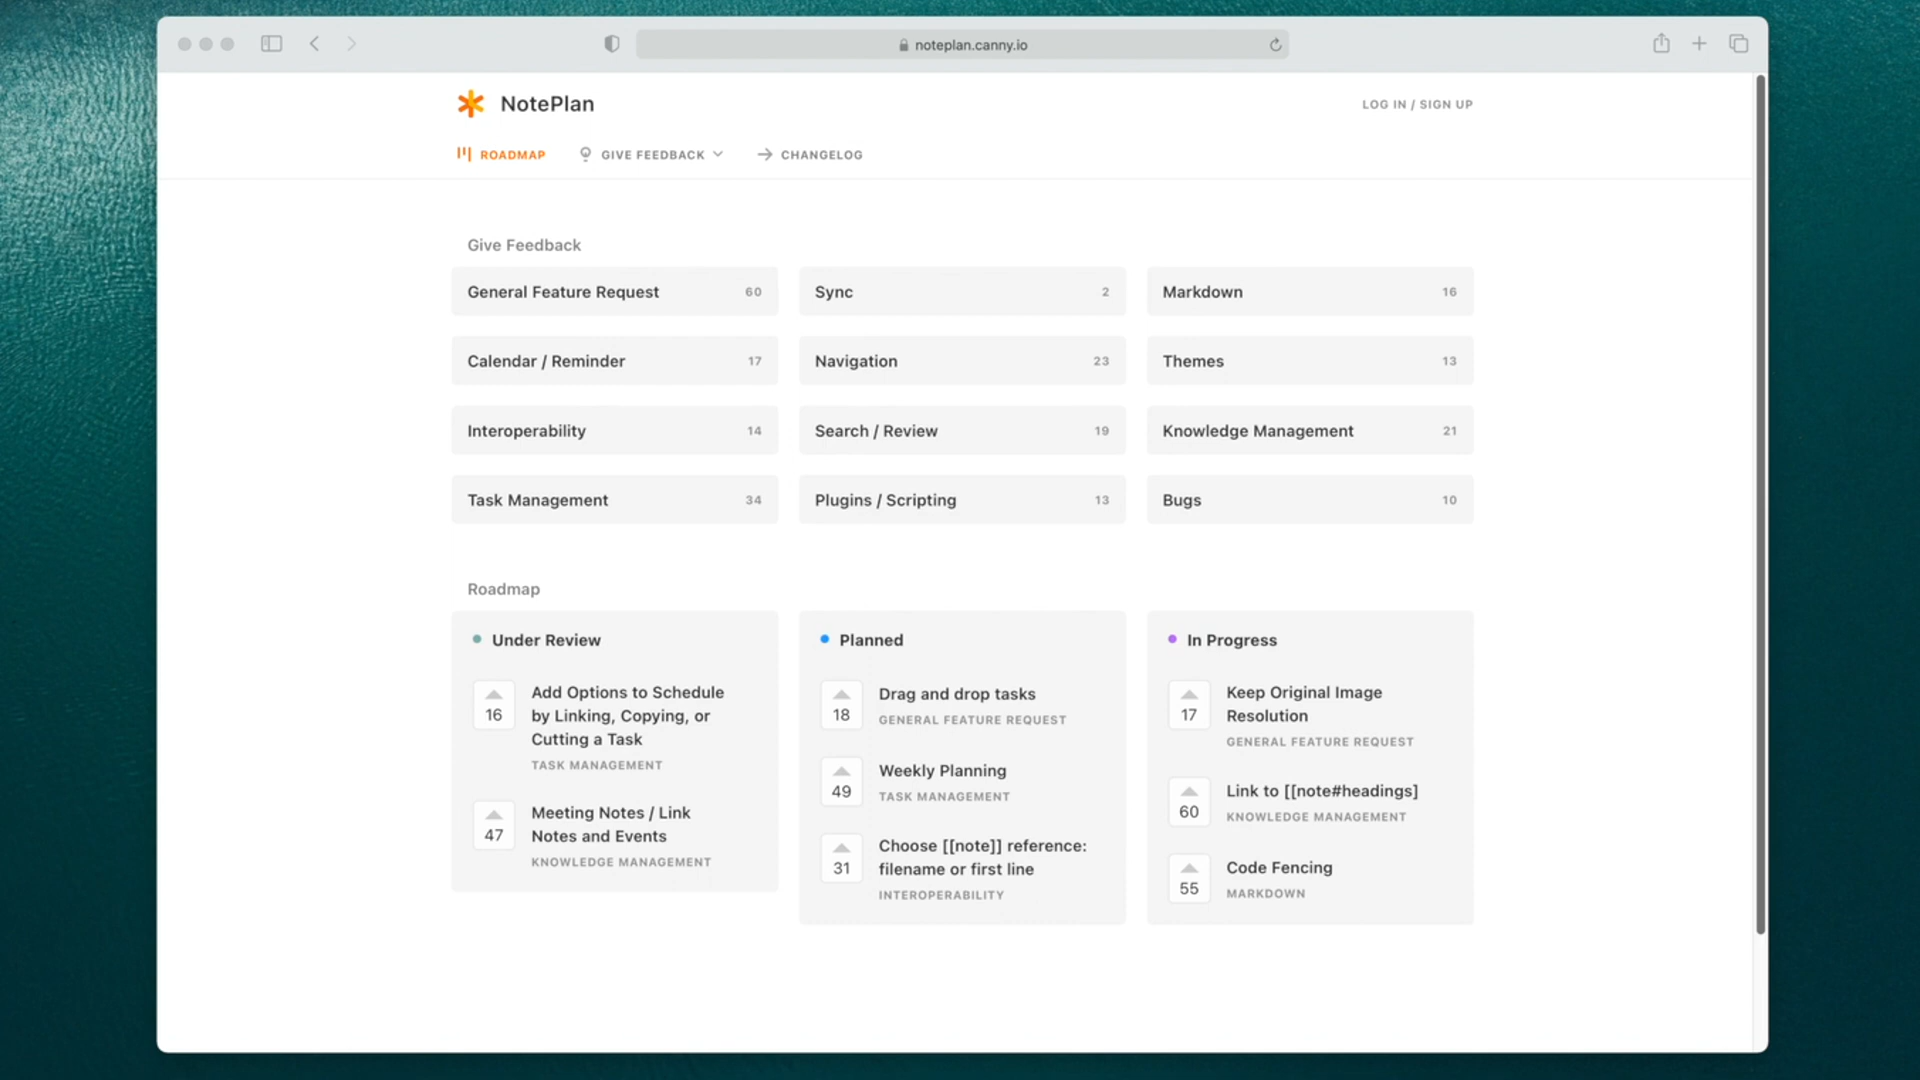 noteplan.canny.io
NotePlan
LOG IN / SIGN UP
ROADMAP
GIVE FEEDBACK
CHANGELOG
Give Feedback
General Feature Request 60
Sync 2
Markdown 16
Calendar / Reminder 17
Navigation 23
Themes 13
Interoperability 14
Search / Review 19
Knowledge Management 21
Task Management 34
Plugins / Scripting 13
Bugs 10
Roadmap
Under Review
16
Add Options to Schedule
by Linking, Copying, or
Cutting a Task
TASK MANAGEMENT
47
Meeting Notes / Link
Notes and Events
KNOWLEDGE MANAGEMENT
Planned
18
Drag and drop tasks
GENERAL FEATURE REQUEST
49
Weekly Planning
TASK MANAGEMENT
31
Choose [[note]] reference:
filename or first line
INTEROPERABILITY
In Progress
17
Keep Original Image
Resolution
GENERAL FEATURE REQUEST
60
Link to [[note#headings]
KNOWLEDGE MANAGEMENT
55
Code Fencing
MARKDOWN